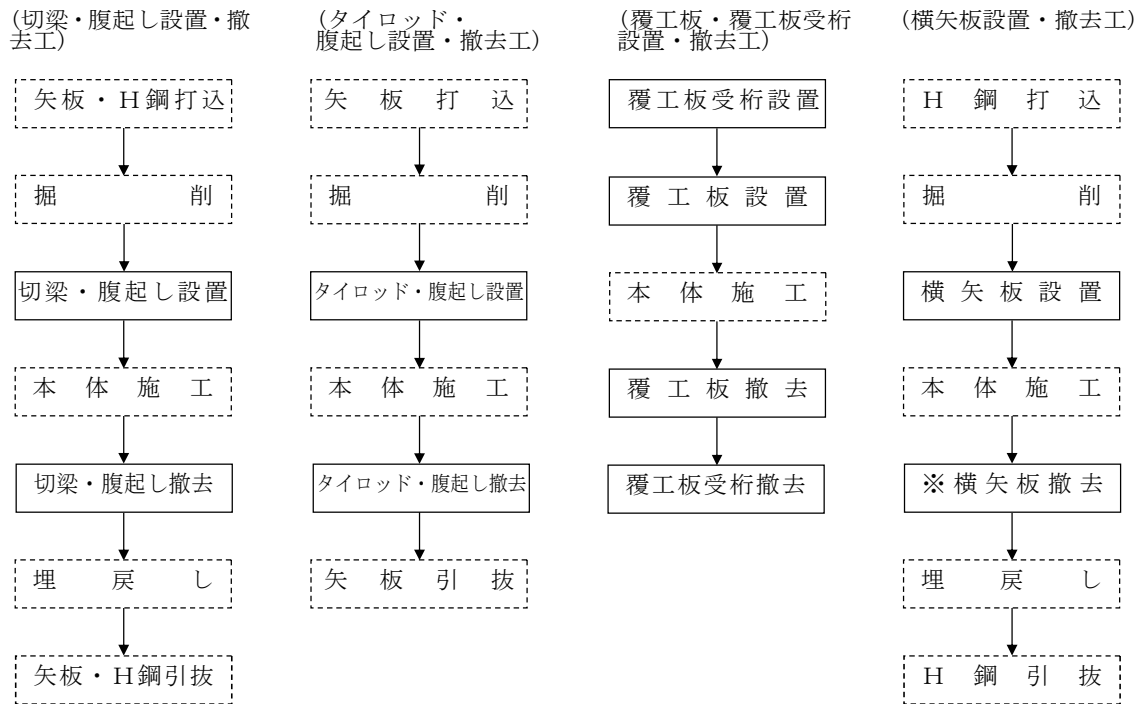 (切梁・腹起し設置・撤
去工)
矢板・Ｈ鋼打込
掘削
切梁・腹起し設置
本体施工
切梁・腹起し撤去
埋戻し
矢板・Ｈ鋼引抜
(タイロッド・
腹起し設置・撤去工)
矢板打込
掘削
タイロッド・腹起し設置
本体施工
タイロッド・腹起し撤去
矢板引抜
(覆工板・覆工板受桁
設置・撤去工)
覆工板受桁設置
覆工板設置
本体施工
覆工板撤去
覆工板受桁撤去
(横矢板設置・撤去工)
Ｈ鋼打込
掘削
横矢板設置
本体施工
※横矢板撤去
埋戻し
Ｈ鋼引抜